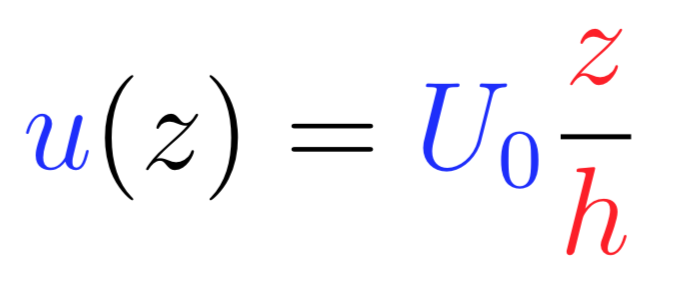 u(z) = U₀ z/h